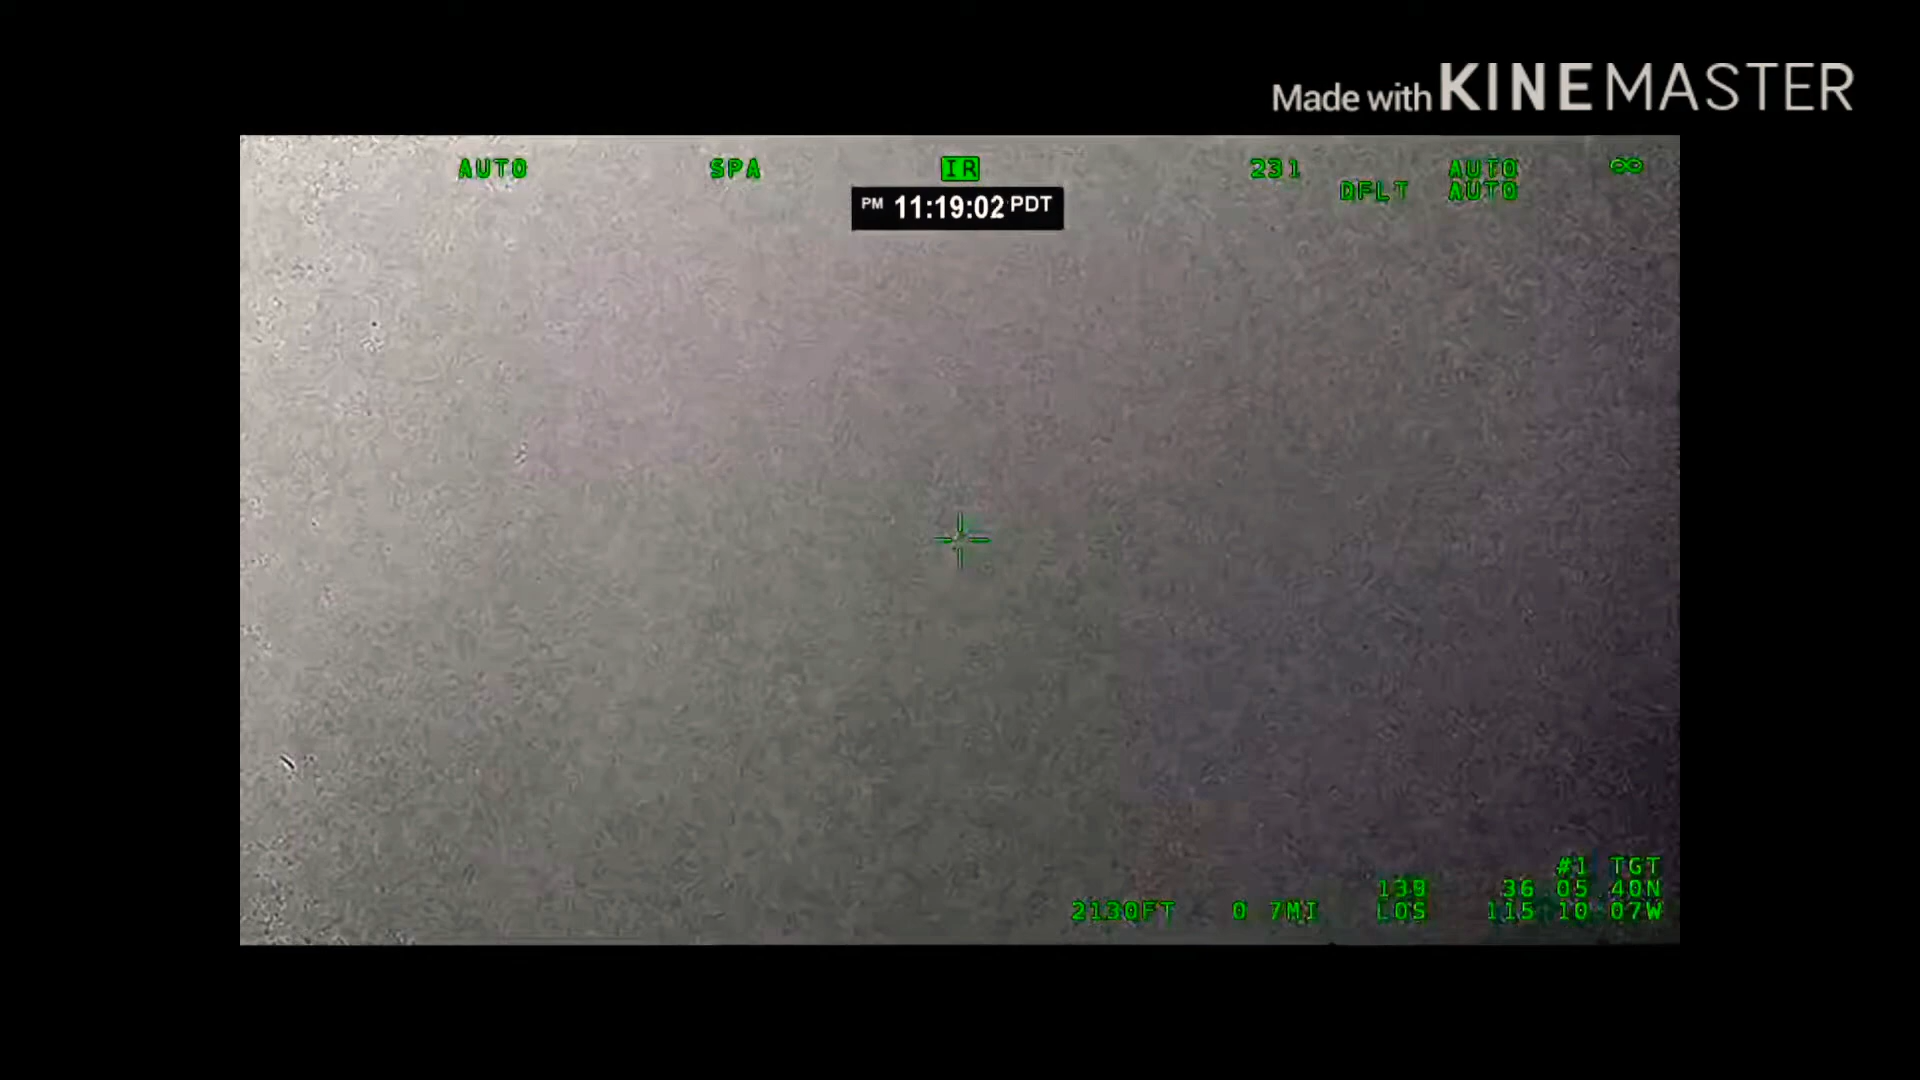 Made with KINEMASTER
AUTO SPA IR 231 AUTO ∞
DFLT AUTO
PM 11:19:02 PDT
#1 TGT
139 36 05 40N
2130FT 0 7MI LOS 115 10 07W